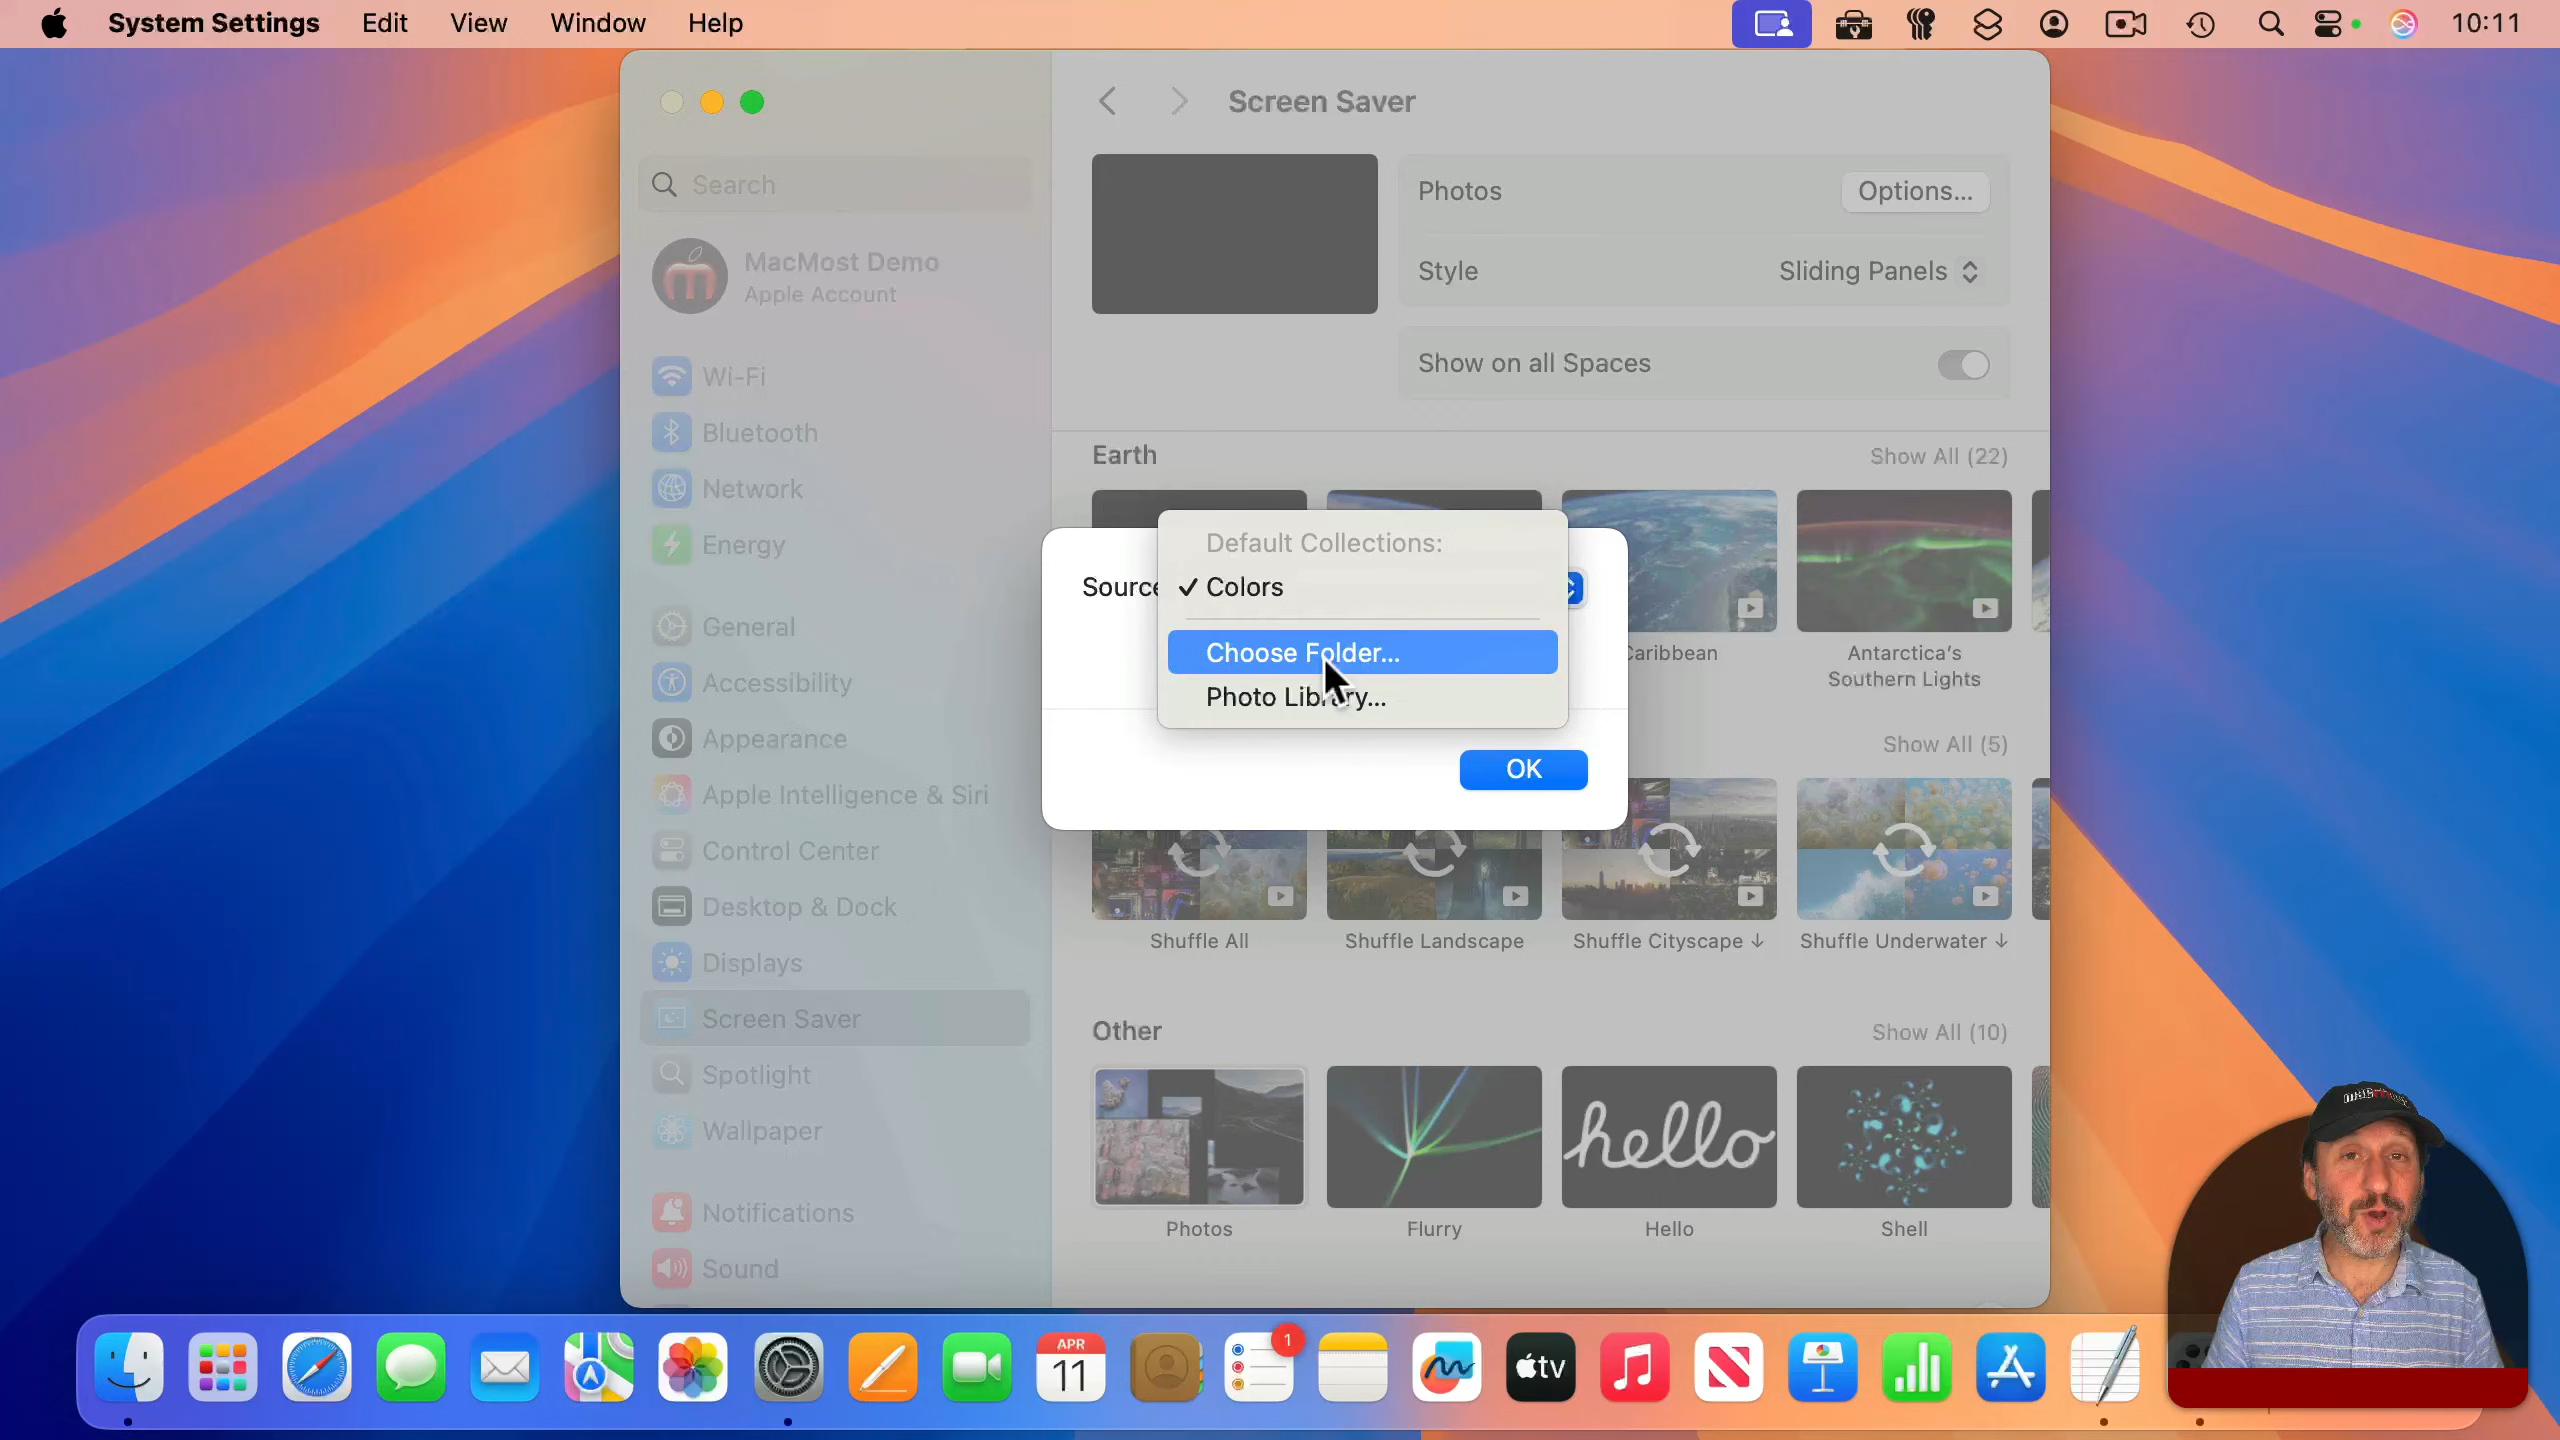 System Settings Edit View Window Help 10:11
Search
MacMost Demo
Apple Account
Wi-Fi
Bluetooth
Network
Energy
General
Accessibility
Appearance
Apple Intelligence & Siri
Control Center
Desktop & Dock
Displays
Screen Saver
Spotlight
Wallpaper
Notifications
Sound
Screen Saver
Photos Options...
Style Sliding Panels
Show on all Spaces
Earth Show All (22)
Caribbean
Antarctica's
Southern Lights
Default Collections:
Source ✓ Colors
Choose Folder...
Photo Library...
OK
Show All (5)
Shuffle All Shuffle Landscape Shuffle Cityscape ↓ Shuffle Underwater ↓
Other Show All (10)
hello
Photos Flurry Hello Shell
APR
11
1
tv